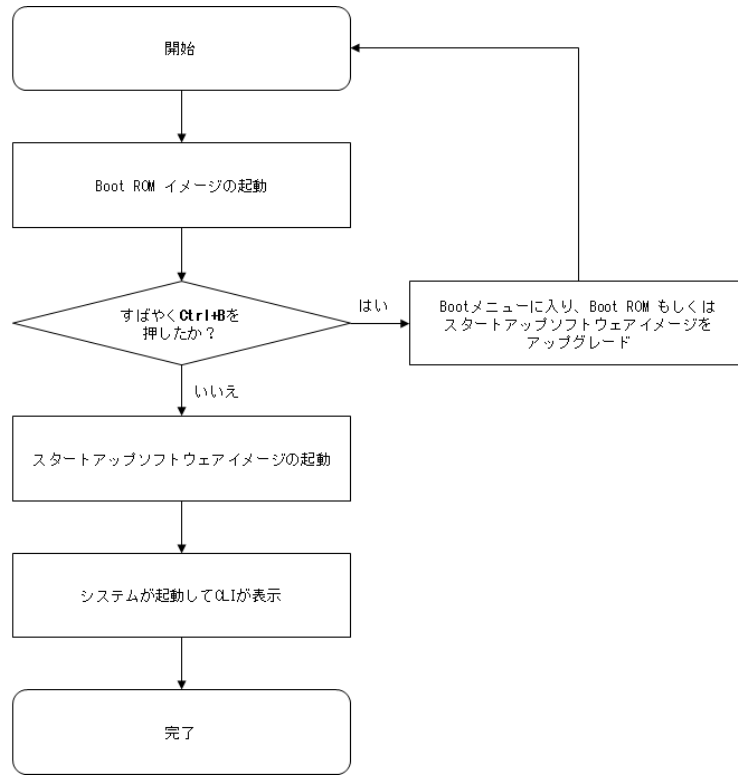 開始
Boot ROM イメージの起動
すばやくCtrl+Bを
押したか？
はい
Bootメニューに入り、Boot ROM もしくは
スタートアップソフトウェアイメージを
アップグレード
いいえ
スタートアップソフトウェアイメージの起動
システムが起動してCLIが表示
完了